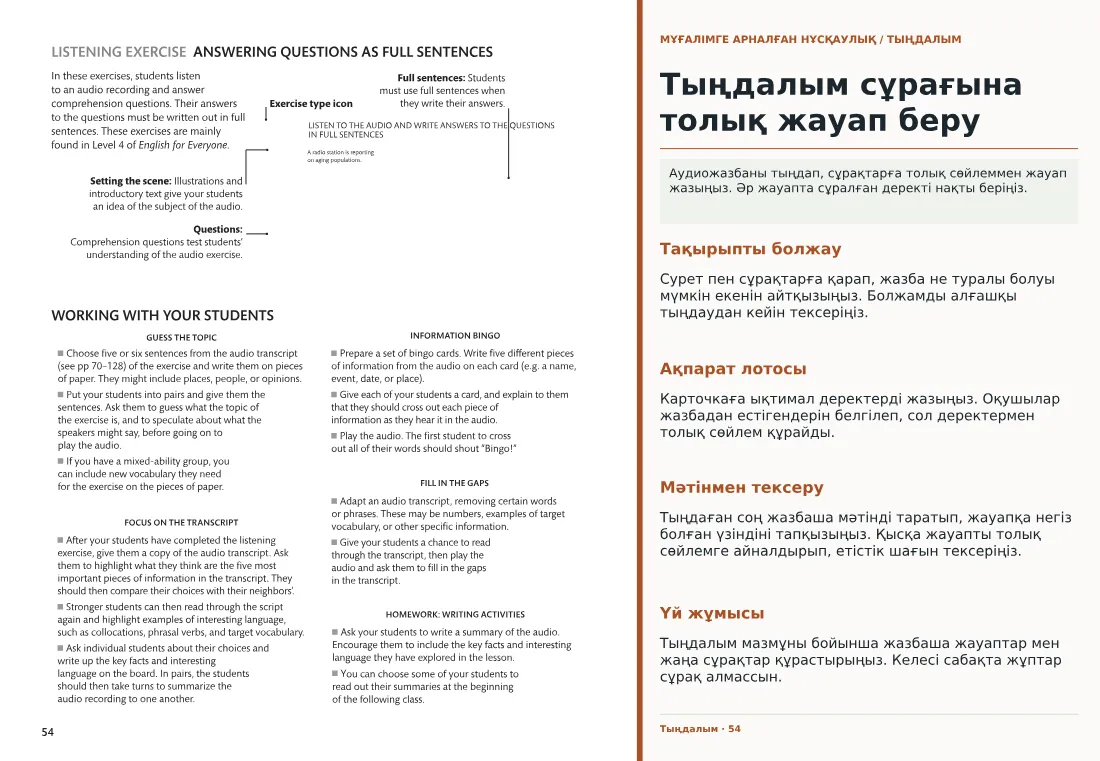 LISTENING EXERCISE ANSWERING QUESTIONS AS FULL SENTENCES
In these exercises, students listen
to an audio recording and answer
comprehension questions. Their answers
to the questions must be written out in full
sentences. These exercises are mainly
found in Level 4 of English for Everyone.
Exercise type icon
Full sentences: Students
must use full sentences when
they write their answers.
LISTEN TO THE AUDIO AND WRITE ANSWERS TO THE QUESTIONS
IN FULL SENTENCES
A radio station is reporting
on aging populations.
Setting the scene: Illustrations and
introductory text give your students
an idea of the subject of the audio.
Questions:
Comprehension questions test students’
understanding of the audio exercise.
WORKING WITH YOUR STUDENTS
GUESS THE TOPIC
■ Choose five or six sentences from the audio transcript
(see pp 70–128) of the exercise and write them on pieces
of paper. They might include places, people, or opinions.
■ Put your students into pairs and give them the
sentences. Ask them to guess what the topic of
the exercise is, and to speculate about what the
speakers might say, before going on to
play the audio.
■ If you have a mixed-ability group, you
can include new vocabulary they need
for the exercise on the pieces of paper.
FOCUS ON THE TRANSCRIPT
■ After your students have completed the listening
exercise, give them a copy of the audio transcript. Ask
them to highlight what they think are the five most
important pieces of information in the transcript. They
should then compare their choices with their neighbors’.
■ Stronger students can then read through the script
again and highlight examples of interesting language,
such as collocations, phrasal verbs, and target vocabulary.
■ Ask individual students about their choices and
write up the key facts and interesting
language on the board. In pairs, the students
should then take turns to summarize the
audio recording to one another.
INFORMATION BINGO
■ Prepare a set of bingo cards. Write five different pieces
of information from the audio on each card (e.g. a name,
event, date, or place).
■ Give each of your students a card, and explain to them
that they should cross out each piece of
information as they hear it in the audio.
■ Play the audio. The first student to cross
out all of their words should shout “Bingo!”
FILL IN THE GAPS
■ Adapt an audio transcript, removing certain words
or phrases. These may be numbers, examples of target
vocabulary, or other specific information.
■ Give your students a chance to read
through the transcript, then play the
audio and ask them to fill in the gaps
in the transcript.
HOMEWORK: WRITING ACTIVITIES
■ Ask your students to write a summary of the audio.
Encourage them to include the key facts and interesting
language they have explored in the lesson.
■ You can choose some of your students to
read out their summaries at the beginning
of the following class.
54
МҰҒАЛІМГЕ АРНАЛҒАН НҰСҚАУЛЫҚ / ТЫҢДАЛЫМ
Тыңдалым сұрағына
толық жауап беру
Аудиожазбаны тыңдап, сұрақтарға толық сөйлеммен жауап
жазыңыз. Әр жауапта сұралған деректі нақты беріңіз.
Тақырыпты болжау
Сурет пен сұрақтарға қарап, жазба не туралы болуы
мүмкін екенін айтқызыңыз. Болжамды алғашқы
тыңдаудан кейін тексеріңіз.
Ақпарат лотосы
Карточкаға ықтимал деректерді жазыңыз. Оқушылар
жазбадан естігендерін белгілеп, сол деректермен
толық сөйлем құрайды.
Мәтінмен тексеру
Тыңдаған соң жазбаша мәтінді таратып, жауапқа негіз
болған үзіндіні тапқызыңыз. Қысқа жауапты толық
сөйлемге айналдырып, етістік шағын тексеріңіз.
Үй жұмысы
Тыңдалым мазмұны бойынша жазбаша жауаптар мен
жаңа сұрақтар құрастырыңыз. Келесі сабақта жұптар
сұрақ алмассын.
Тыңдалым · 54